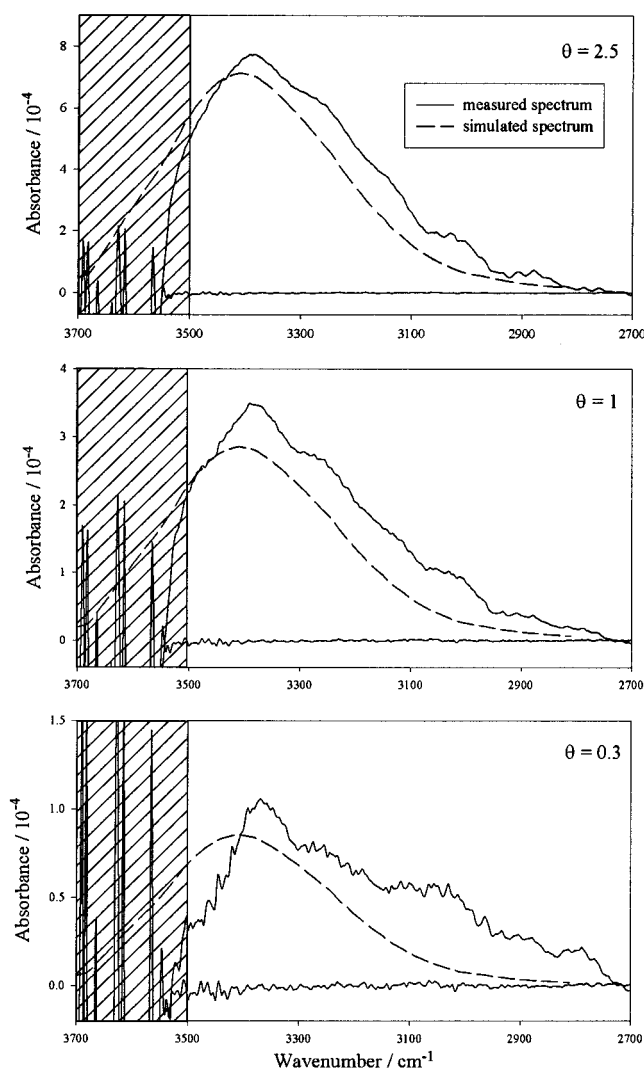 θ = 2.5
measured spectrum
simulated spectrum
Absorbance / 10⁻⁴
8
6
4
2
0
3700 3500 3300 3100 2900 2700
θ = 1
Absorbance / 10⁻⁴
4
3
2
1
0
3700 3500 3300 3100 2900 2700
θ = 0.3
Absorbance / 10⁻⁴
1.5
1.0
0.5
0.0
3700 3500 3300 3100 2900 2700
Wavenumber / cm⁻¹